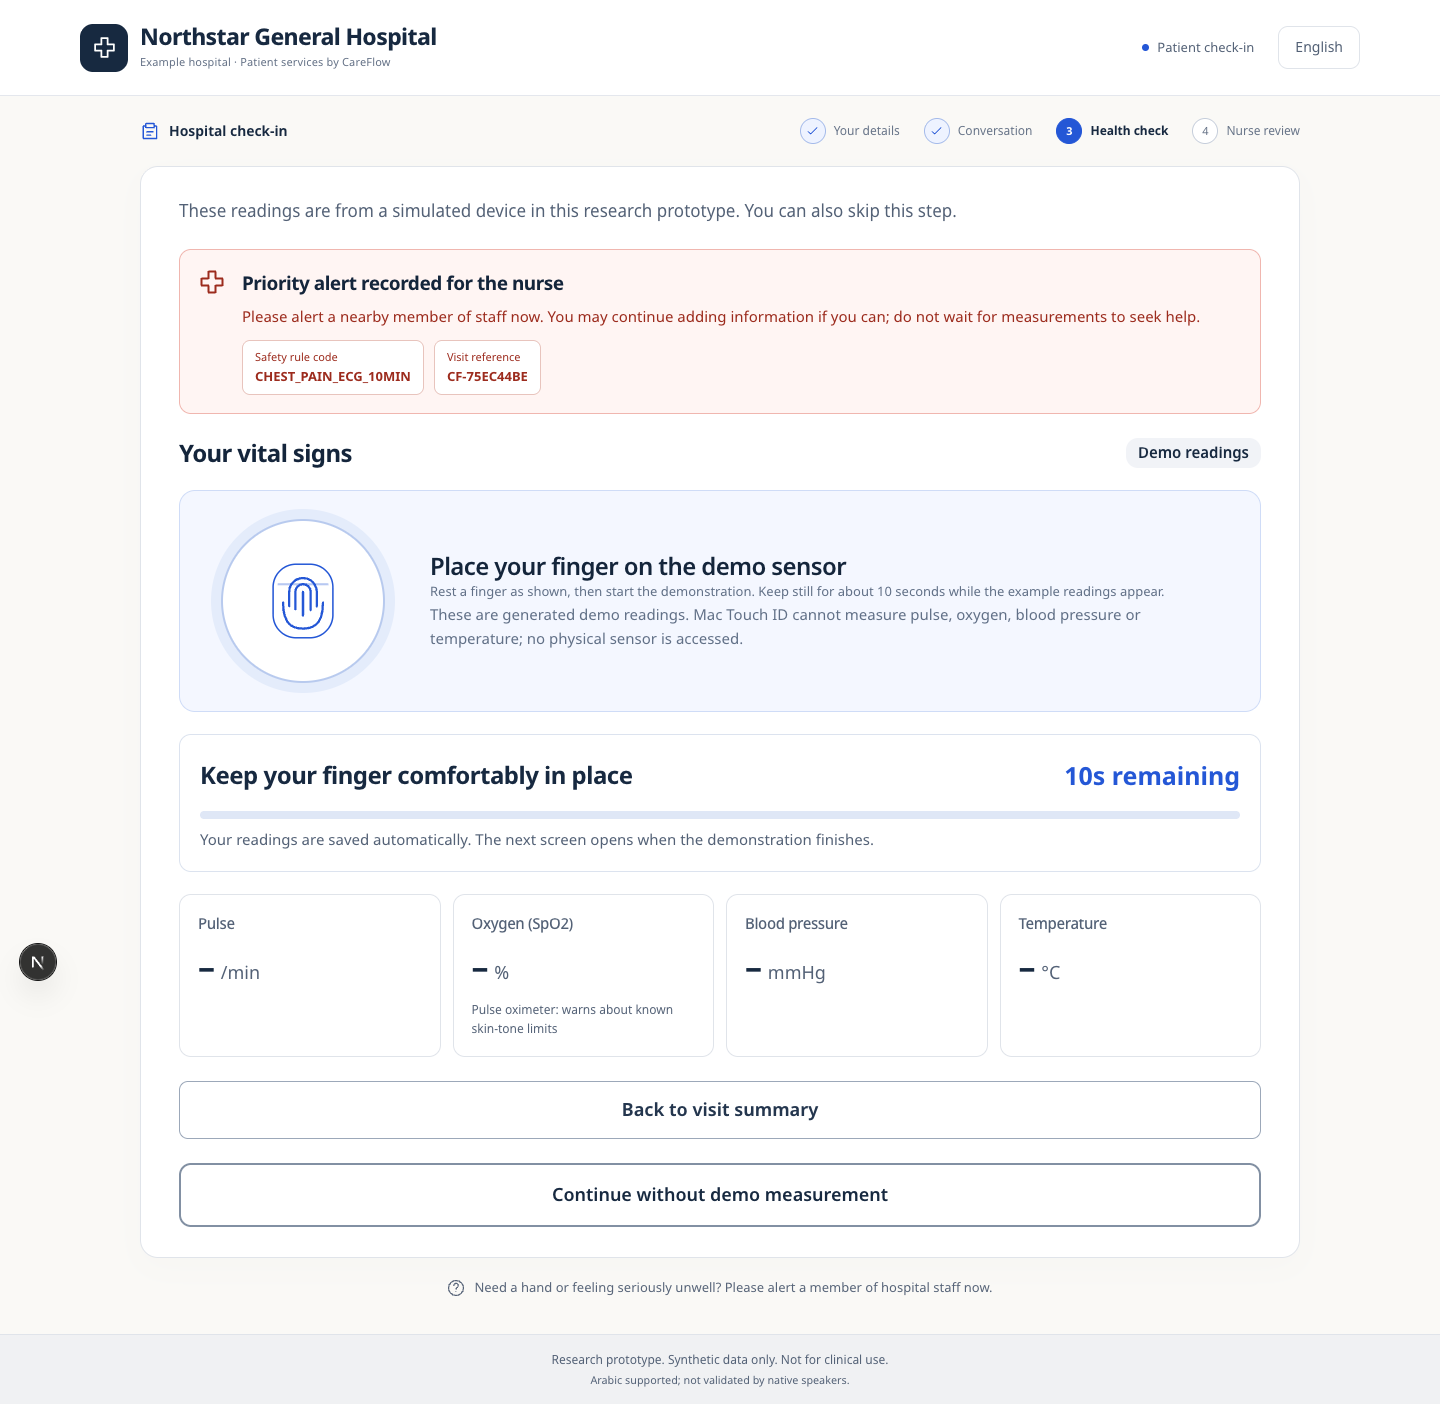 Northstar General Hospital
Example hospital · Patient services by CareFlow
Patient check-in
English
Hospital check-in
Your details
Conversation
3 Health check
4 Nurse review
These readings are from a simulated device in this research prototype. You can also skip this step.
Priority alert recorded for the nurse
Please alert a nearby member of staff now. You may continue adding information if you can; do not wait for measurements to seek help.
Safety rule code
CHEST_PAIN_ECG_10MIN
Visit reference
CF-75EC44BE
Your vital signs
Demo readings
Place your finger on the demo sensor
Rest a finger as shown, then start the demonstration. Keep still for about 10 seconds while the example readings appear.
These are generated demo readings. Mac Touch ID cannot measure pulse, oxygen, blood pressure or
temperature; no physical sensor is accessed.
Keep your finger comfortably in place
10s remaining
Your readings are saved automatically. The next screen opens when the demonstration finishes.
Pulse
– /min
Oxygen (SpO2)
– %
Pulse oximeter: warns about known
skin-tone limits
Blood pressure
– mmHg
Temperature
– °C
N
Back to visit summary
Continue without demo measurement
Need a hand or feeling seriously unwell? Please alert a member of hospital staff now.
Research prototype. Synthetic data only. Not for clinical use.
Arabic supported; not validated by native speakers.